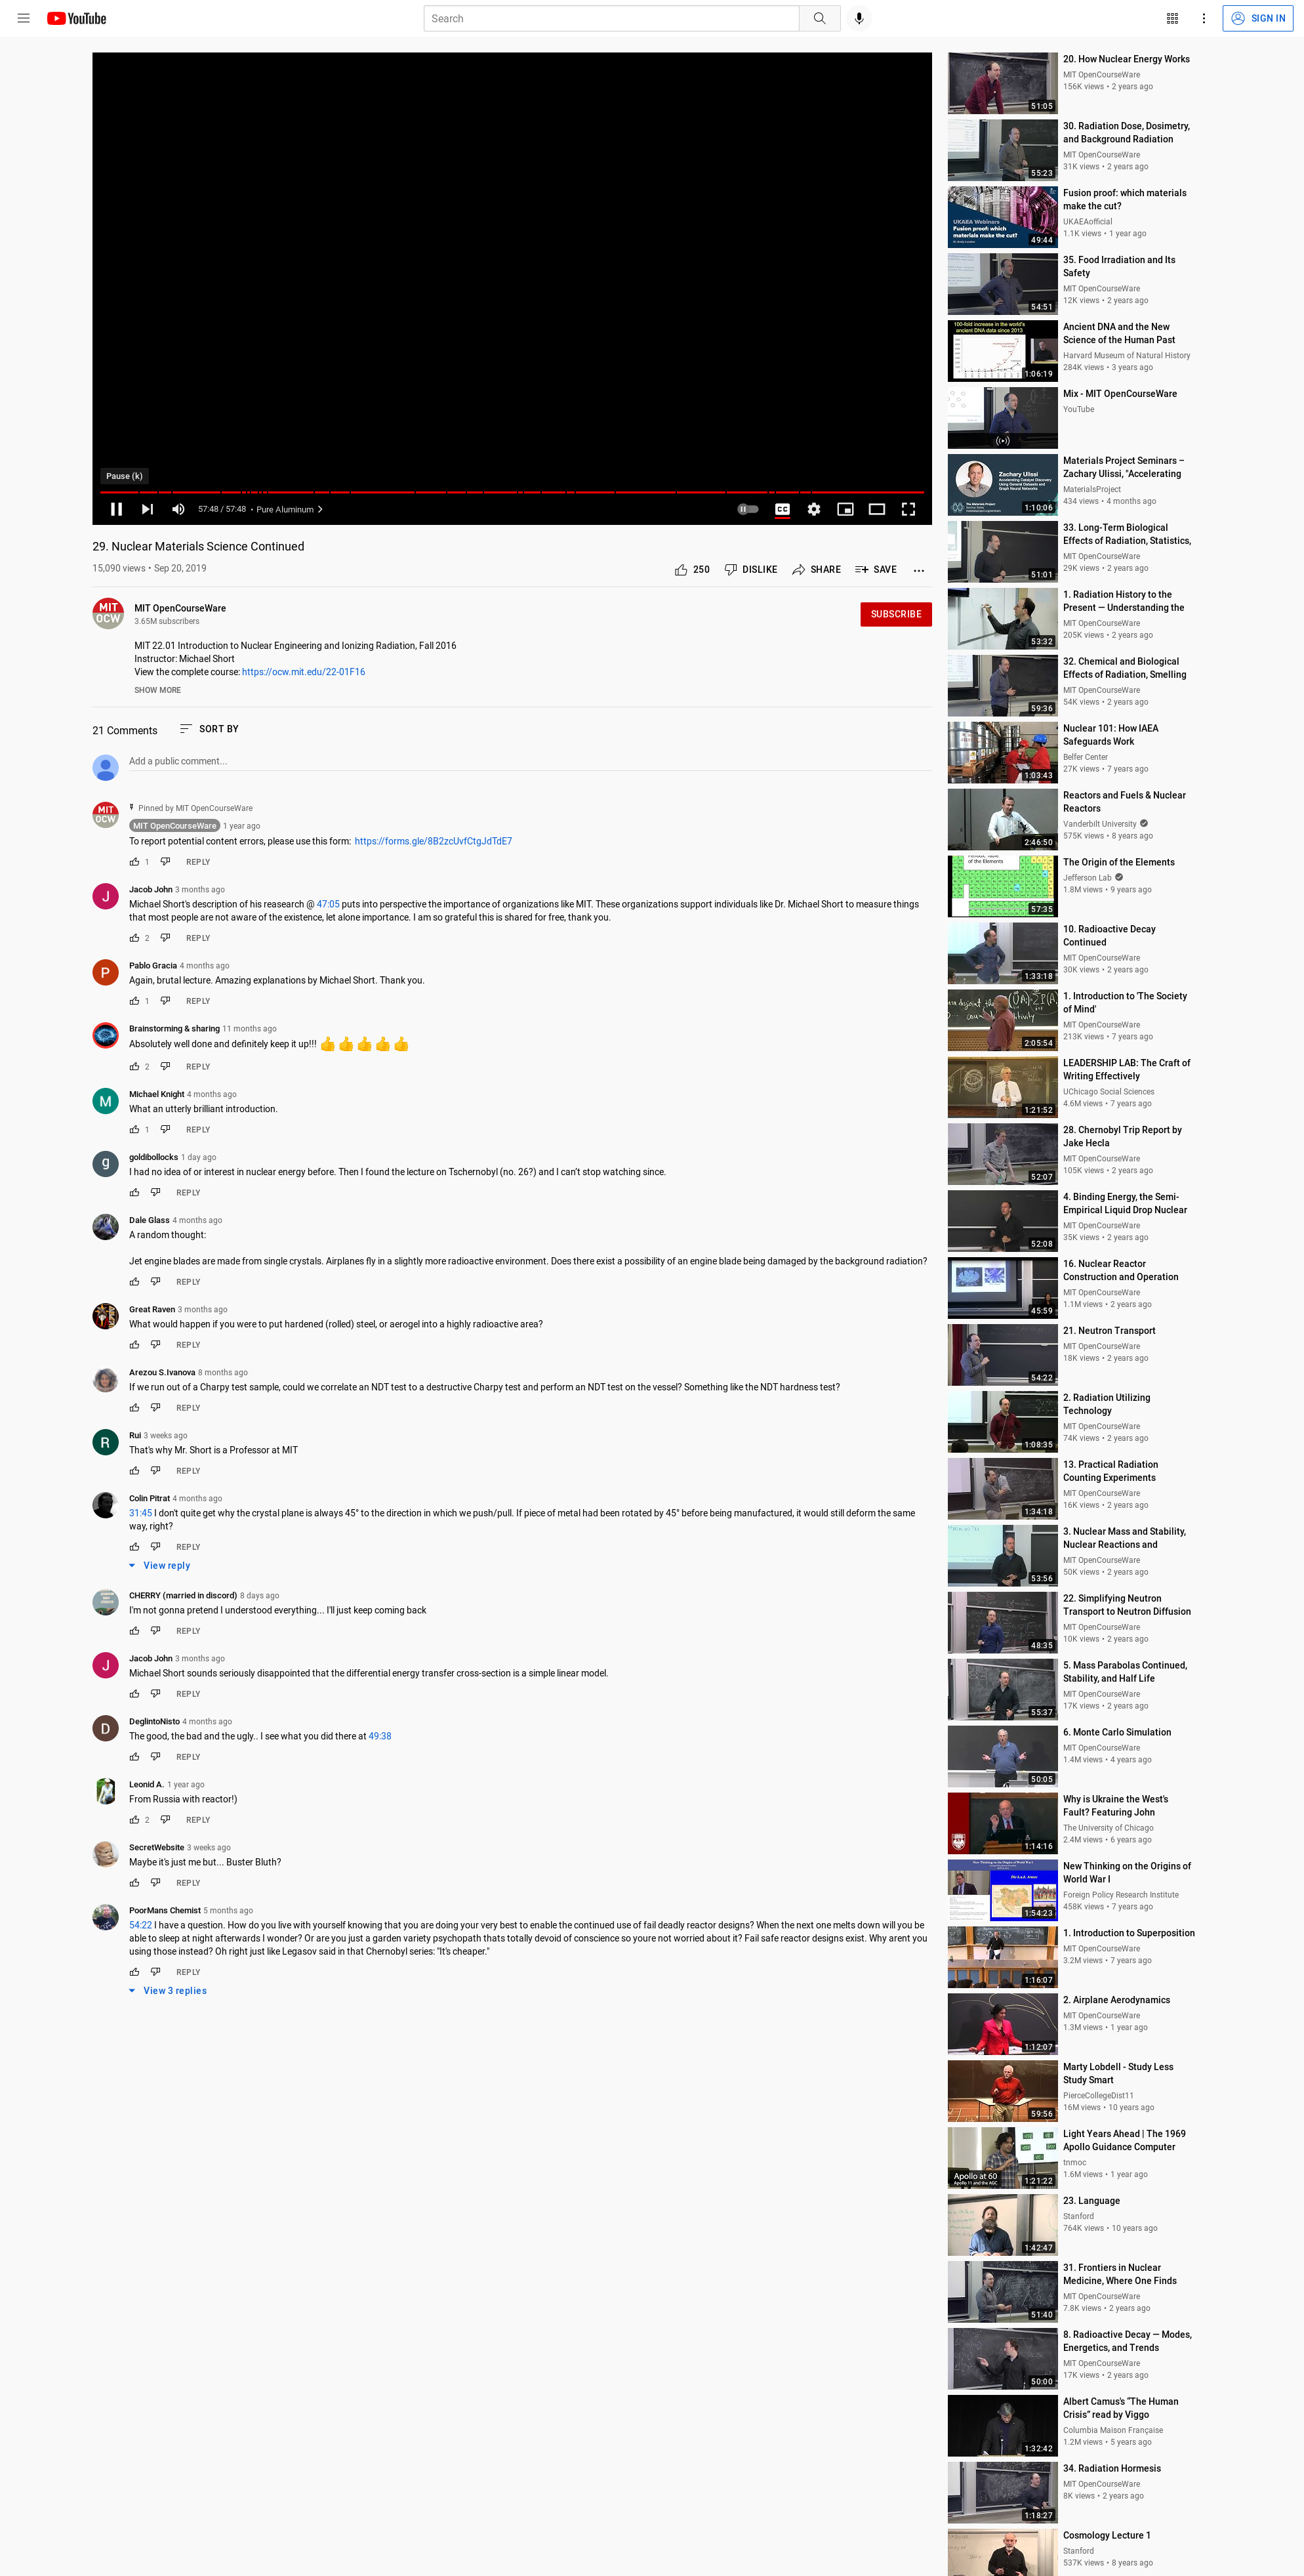 YouTube
Search
SIGN IN
Pause (k)
57:48 / 57:48 • Pure Aluminum
29. Nuclear Materials Science Continued
15,090 views • Sep 20, 2019
250
DISLIKE
SHARE
SAVE
MIT OCW
MIT OpenCourseWare
3.65M subscribers
SUBSCRIBE
MIT 22.01 Introduction to Nuclear Engineering and Ionizing Radiation, Fall 2016
Instructor: Michael Short
View the complete course: https://ocw.mit.edu/22-01F16
SHOW MORE
21 Comments
SORT BY
Add a public comment...
MIT OCW
Pinned by MIT OpenCourseWare
MIT OpenCourseWare 1 year ago
To report potential content errors, please use this form: https://forms.gle/8B2zcUvfCtgJdTdE7
1 REPLY
J
Jacob John 3 months ago
Michael Short's description of his reasearch @ 47:05 puts into perspective the importance of organizations like MIT. These organizations support individuals like Dr. Michael Short to measure things
that most people are not aware of the existence, let alone importance. I am so grateful this is shared for free, thank you.
2 REPLY
P
Pablo Gracia 4 months ago
Again, brutal lecture. Amazing explanations by Michael Short. Thank you.
1 REPLY
Brainstorming & sharing 11 months ago
Absolutely well done and definitely keep it up!!! 👍👍👍👍👍
2 REPLY
M
Michael Knight 4 months ago
What an utterly brilliant introduction.
1 REPLY
g
goldibollocks 1 day ago
I had no idea of or interest in nuclear energy before. Then I found the lecture on Tschernobyl (no. 26?) and I can't stop watching since.
REPLY
Dale Glass 4 months ago
A random thought:
Jet engine blades are made from single crystals. Airplanes fly in a slightly more radioactive environment. Does there exist a possibility of an engine blade being damaged by the background radiation?
REPLY
Great Raven 3 months ago
What would happen if you were to put hardened (rolled) steel, or aerogel into a highly radioactive area?
REPLY
Arezou S.Ivanova 8 months ago
If we run out of a Charpy test sample, could we correlate an NDT test to a destructive Charpy test and perform an NDT test on the vessel? Something like the NDT hardness test?
REPLY
R
Rui 3 weeks ago
That's why Mr. Short is a Professor at MIT
REPLY
Colin Pitrat 4 months ago
31:45 I don't quite get why the crystal plane is always 45° to the direction in which we push/pull. If piece of metal had been rotated by 45° before being manufactured, it would still deform the same
way, right?
REPLY
View reply
CHERRY (married in discord) 8 days ago
I'm not gonna pretend I understood everything... I'll just keep coming back
REPLY
J
Jacob John 3 months ago
Michael Short sounds seriously disappointed that the differential energy transfer cross-section is a simple linear model.
REPLY
D
DeglintoNisto 4 months ago
The good, the bad and the ugly.. I see what you did there at 49:38
REPLY
Leonid A. 1 year ago
From Russia with reactor!)
2 REPLY
SecretWebsite 3 weeks ago
Maybe it's just me but... Buster Bluth?
REPLY
PoorMans Chemist 5 months ago
54:22 I have a question. How do you live with yourself knowing that you are doing your very best to enable the continued use of fail deadly reactor designs? When the next one melts down will you be
able to sleep at night afterwards I wonder? Or are you just a garden variety psychopath thats totally devoid of conscience so youre not worried about it? Fail safe reactor designs exist. Why arent you
using those instead? Oh right just like Legasov said in that Chernobyl series: "It's cheaper."
REPLY
View 3 replies
51:05
20. How Nuclear Energy Works
MIT OpenCourseWare
156K views • 2 years ago
55:23
30. Radiation Dose, Dosimetry,
and Background Radiation
MIT OpenCourseWare
31K views • 2 years ago
UKAEA Webinars
Fusion proof: which
materials make the cut?
49:44
Fusion proof: which materials
make the cut?
UKAEAofficial
1.1K views • 1 year ago
54:51
35. Food Irradiation and Its
Safety
MIT OpenCourseWare
12K views • 2 years ago
100-fold increase in the world's
ancient DNA data since 2013
1:06:19
Ancient DNA and the New
Science of the Human Past
Harvard Museum of Natural History
284K views • 3 years ago
Mix - MIT OpenCourseWare
YouTube
Zachary Ulissi
1:10:06
Materials Project Seminars –
Zachary Ulissi, "Accelerating
MaterialsProject
434 views • 4 months ago
51:01
33. Long-Term Biological
Effects of Radiation, Statistics,
MIT OpenCourseWare
29K views • 2 years ago
53:32
1. Radiation History to the
Present — Understanding the
MIT OpenCourseWare
205K views • 2 years ago
59:36
32. Chemical and Biological
Effects of Radiation, Smelling
MIT OpenCourseWare
54K views • 2 years ago
1:03:43
Nuclear 101: How IAEA
Safeguards Work
Belfer Center
27K views • 7 years ago
2:46:50
Reactors and Fuels & Nuclear
Reactors
Vanderbilt University
575K views • 8 years ago
57:35
The Origin of the Elements
Jefferson Lab
1.8M views • 9 years ago
1:33:18
10. Radioactive Decay
Continued
MIT OpenCourseWare
30K views • 2 years ago
2:05:54
1. Introduction to 'The Society
of Mind'
MIT OpenCourseWare
213K views • 7 years ago
1:21:52
LEADERSHIP LAB: The Craft of
Writing Effectively
UChicago Social Sciences
4.6M views • 7 years ago
52:07
28. Chernobyl Trip Report by
Jake Hecla
MIT OpenCourseWare
105K views • 2 years ago
52:08
4. Binding Energy, the Semi-
Empirical Liquid Drop Nuclear
MIT OpenCourseWare
35K views • 2 years ago
45:59
16. Nuclear Reactor
Construction and Operation
MIT OpenCourseWare
1.1M views • 2 years ago
54:22
21. Neutron Transport
MIT OpenCourseWare
18K views • 2 years ago
1:08:35
2. Radiation Utilizing
Technology
MIT OpenCourseWare
74K views • 2 years ago
1:34:18
13. Practical Radiation
Counting Experiments
MIT OpenCourseWare
16K views • 2 years ago
53:56
3. Nuclear Mass and Stability,
Nuclear Reactions and
MIT OpenCourseWare
50K views • 2 years ago
48:35
22. Simplifying Neutron
Transport to Neutron Diffusion
MIT OpenCourseWare
10K views • 2 years ago
55:37
5. Mass Parabolas Continued,
Stability, and Half Life
MIT OpenCourseWare
17K views • 2 years ago
50:05
6. Monte Carlo Simulation
MIT OpenCourseWare
1.4M views • 4 years ago
1:14:16
Why is Ukraine the West's
Fault? Featuring John
The University of Chicago
2.4M views • 6 years ago
1:54:23
New Thinking on the Origins of
World War I
Foreign Policy Research Institute
458K views • 7 years ago
1:16:07
1. Introduction to Superposition
MIT OpenCourseWare
3.2M views • 7 years ago
1:12:07
2. Airplane Aerodynamics
MIT OpenCourseWare
1.3M views • 1 year ago
59:56
Marty Lobdell - Study Less
Study Smart
PierceCollegeDist11
16M views • 10 years ago
Apollo at 60
Apollo 11 and the AGC
1:21:22
Light Years Ahead | The 1969
Apollo Guidance Computer
tnmoc
1.6M views • 1 year ago
1:42:47
23. Language
Stanford
764K views • 10 years ago
51:40
31. Frontiers in Nuclear
Medicine, Where One Finds
MIT OpenCourseWare
7.8K views • 2 years ago
50:00
8. Radioactive Decay — Modes,
Energetics, and Trends
MIT OpenCourseWare
17K views • 2 years ago
1:32:42
Albert Camus's "The Human
Crisis" read by Viggo
Columbia Maison Française
1.2M views • 5 years ago
1:18:27
34. Radiation Hormesis
MIT OpenCourseWare
8K views • 2 years ago
Cosmology Lecture 1
Stanford
537K views • 8 years ago